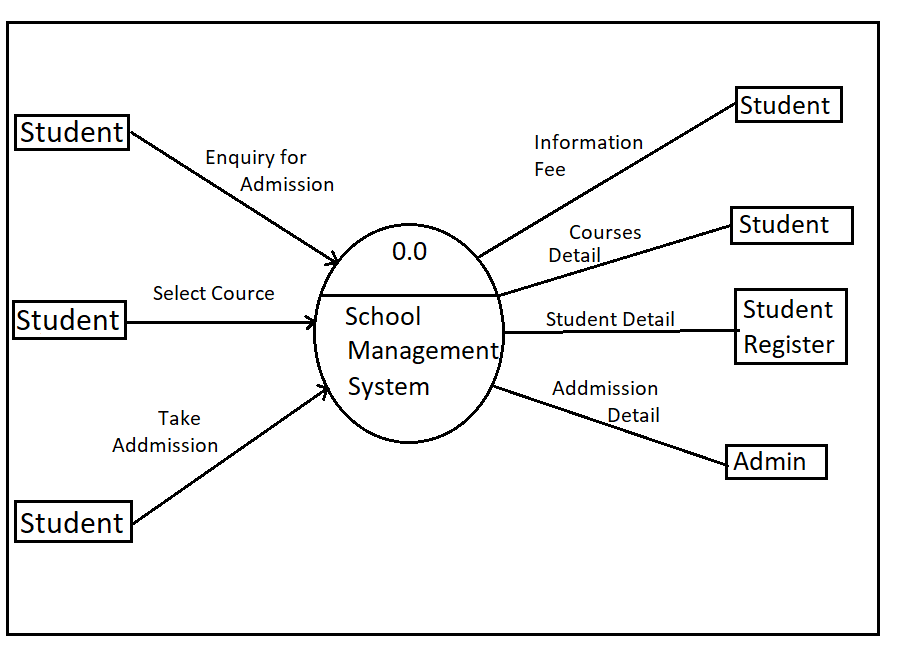 Student
Enquiry for
Admission
Student
Select Cource
Student
Take
Addmission
0.0
School
Management
System
Information
Fee
Student
Courses
Detail
Student
Student Detail
Student
Register
Addmission
Detail
Admin